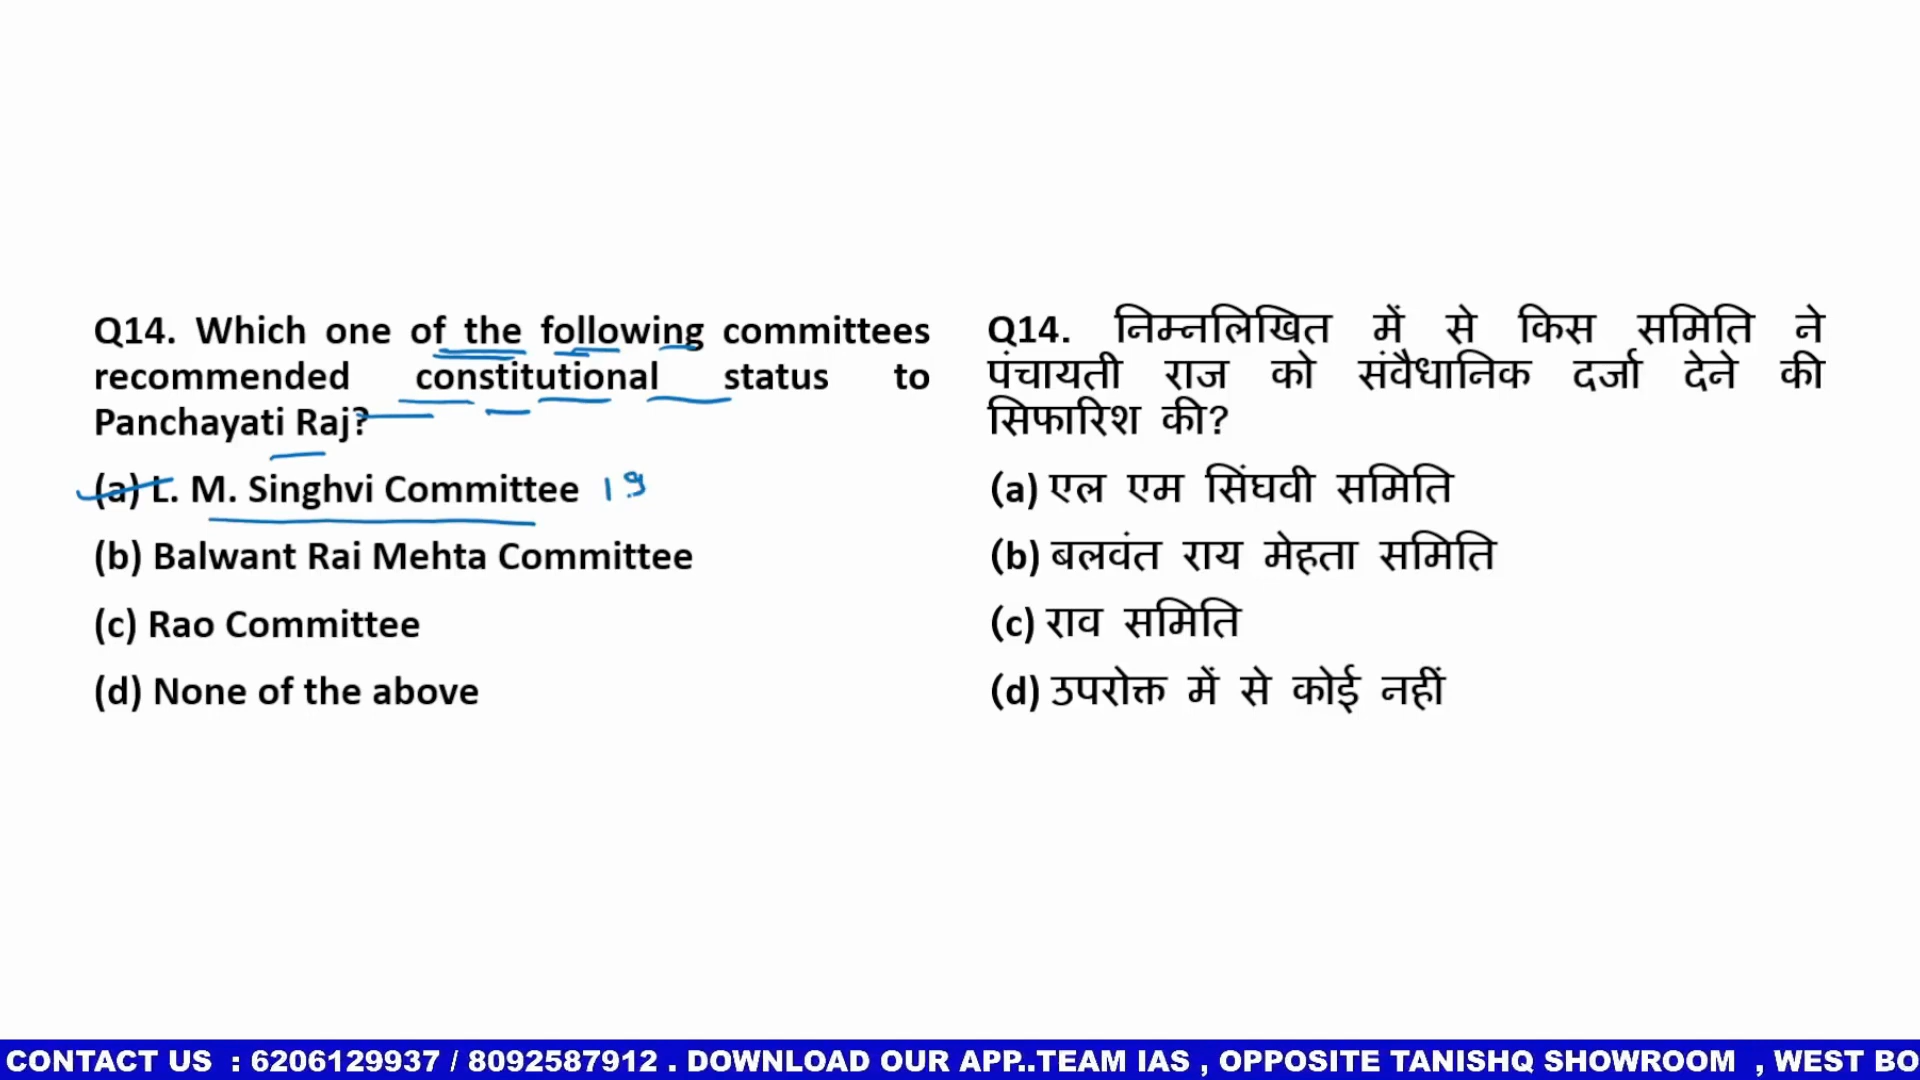 Q14. Which one of the following committees
recommended constitutional status to
Panchayati Raj?
(a) L. M. Singhvi Committee 19
(b) Balwant Rai Mehta Committee
(c) Rao Committee
(d) None of the above
Q14. निम्नलिखित में से किस समिति ने
पंचायती राज को संवैधानिक दर्जा देने की
सिफारिश की?
(a) एल एम सिंघवी समिति
(b) बलवंत राय मेहता समिति
(c) राव समिति
(d) उपरोक्त में से कोई नहीं
CONTACT US : 6206129937 / 8092587912 . DOWNLOAD OUR APP..TEAM IAS , OPPOSITE TANISHQ SHOWROOM , WEST BO